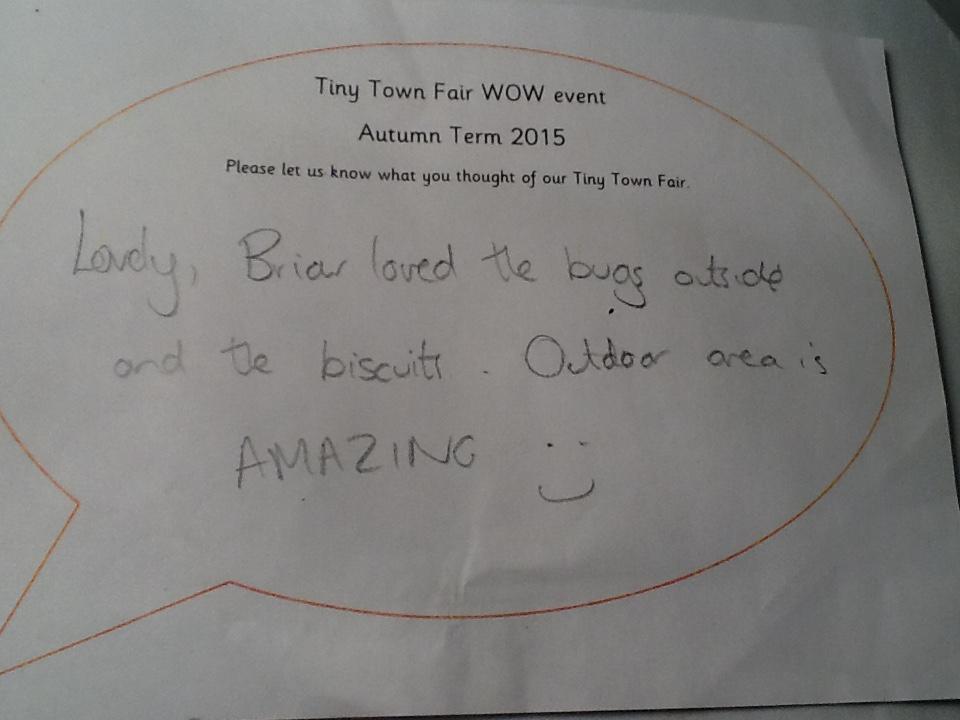 Tiny Town Fair WOW event
Autumn Term 2015
Please let us know what you thought of our Tiny Town Fair.
Lovely, Briar loved the bugs outside
and the biscuits. Outdoor area is
AMAZING :)